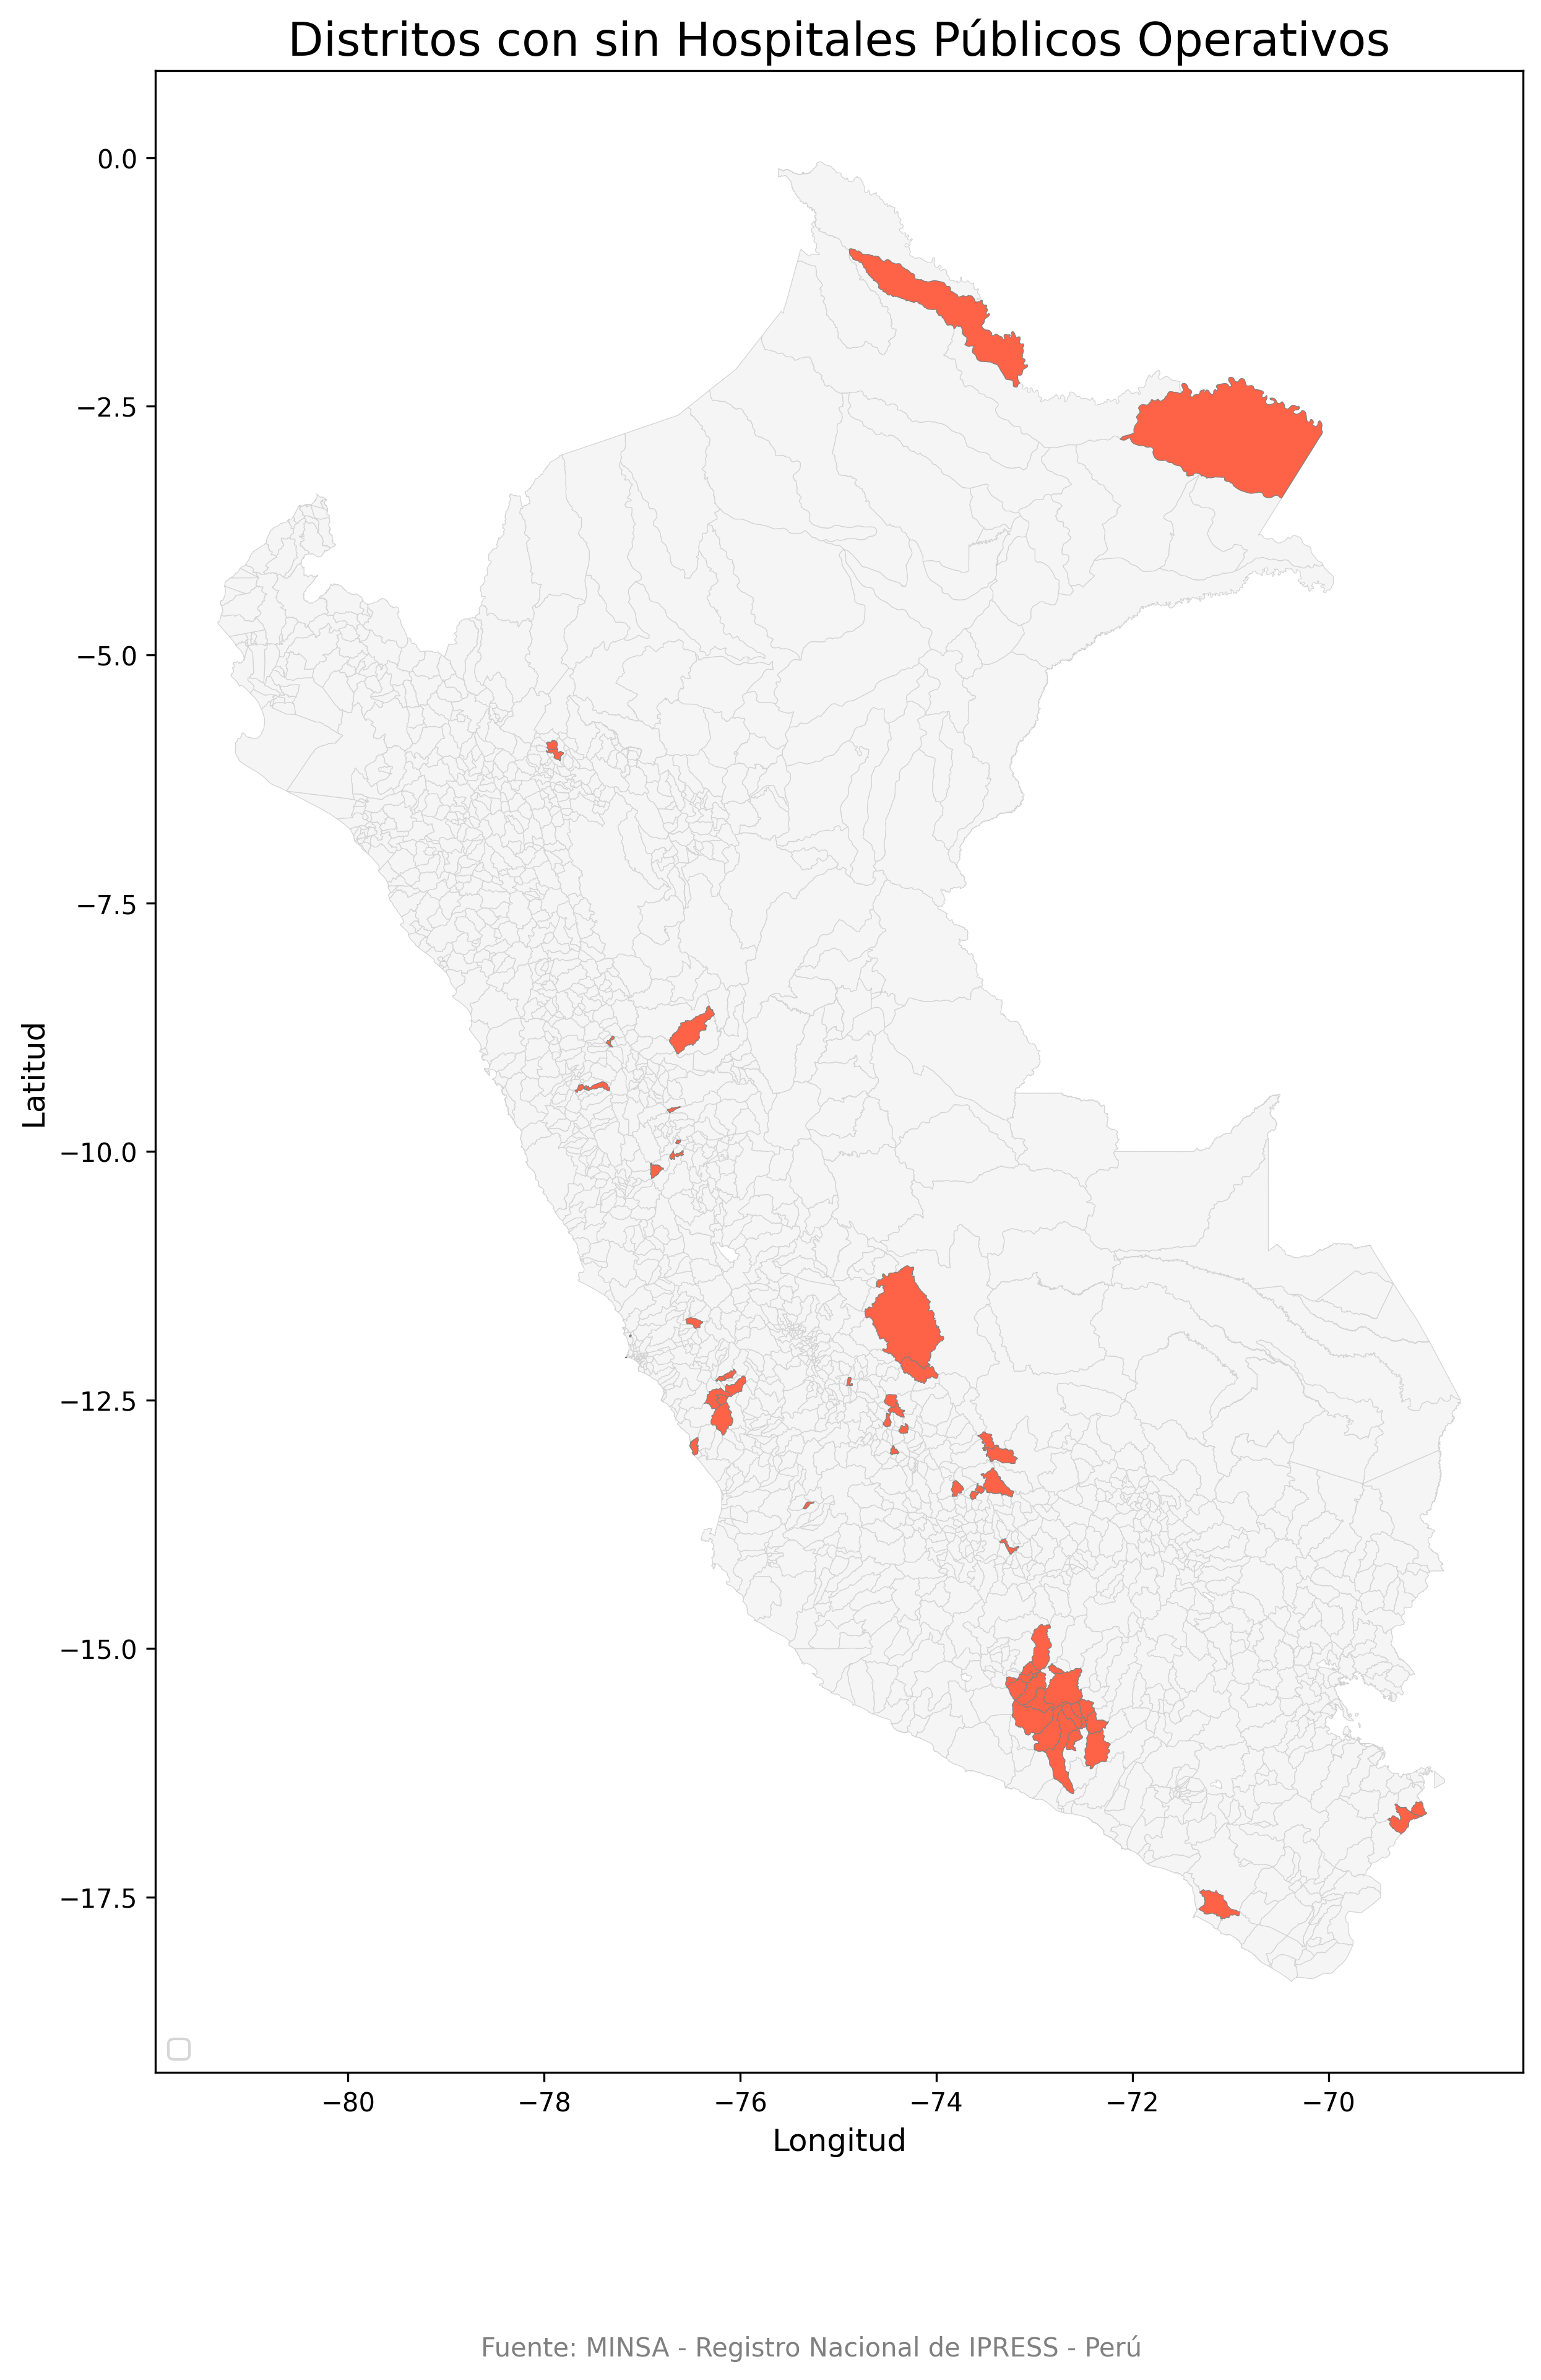 Distritos con sin Hospitales Públicos Operativos
0.0
−2.5
−5.0
−7.5
−10.0
−12.5
−15.0
−17.5
Latitud
−80 −78 −76 −74 −72 −70
Longitud
Fuente: MINSA - Registro Nacional de IPRESS - Perú